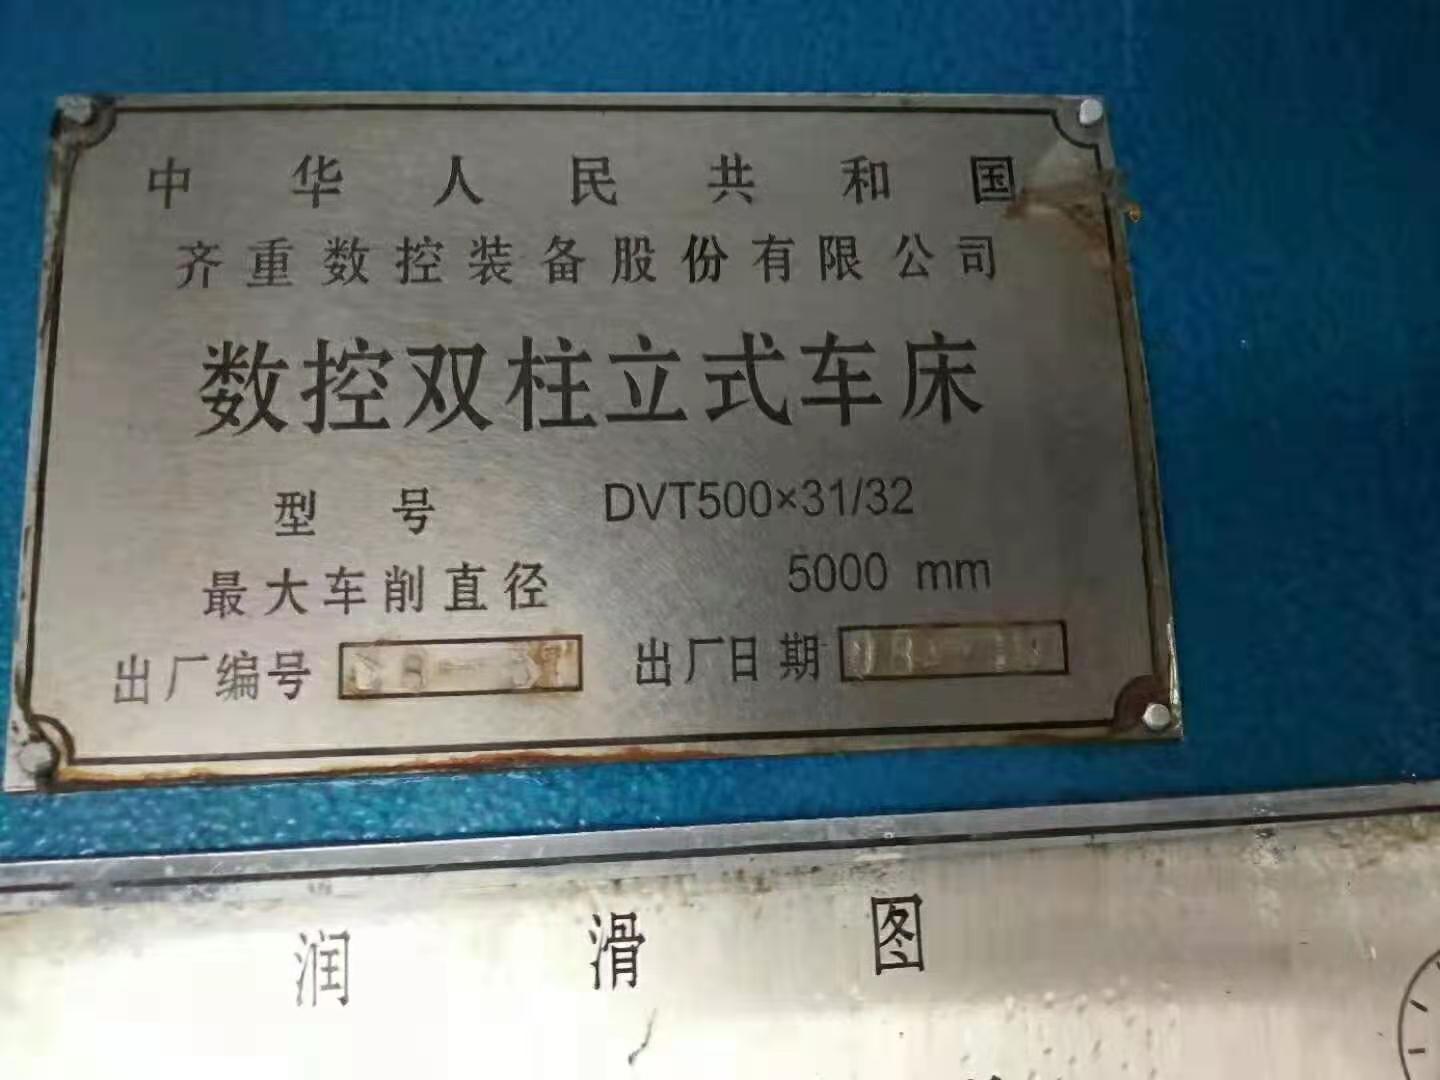 中华人民共和国
齐重数控装备股份有限公司
数控双柱立式车床
型号 DVT500×31/32
最大车削直径 5000 mm
出厂编号 出厂日期
润滑图